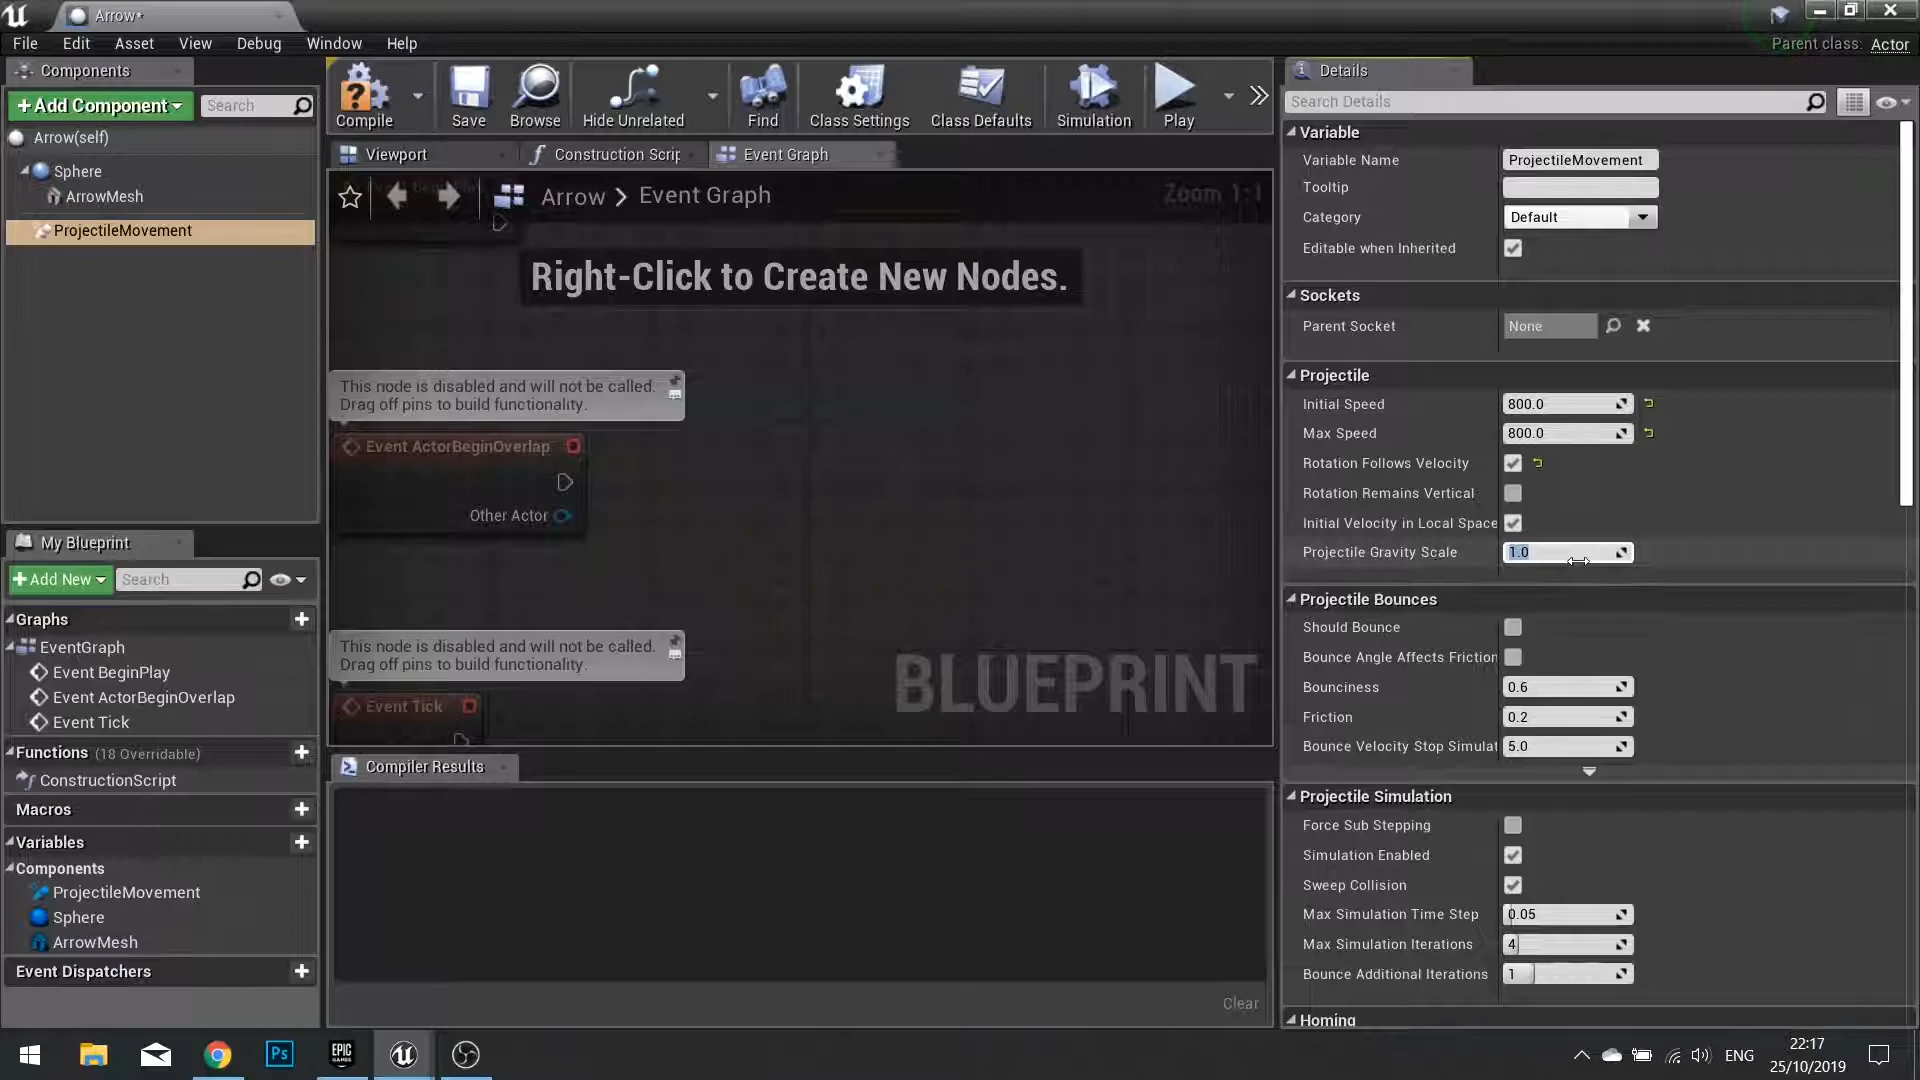 Arrow*
File Edit Asset View Debug Window Help
Parent class: Actor
Components
+Add Component
Search
Arrow(self)
Sphere
ArrowMesh
ProjectileMovement
My Blueprint
+Add New
Search
Graphs
EventGraph
Event BeginPlay
Event ActorBeginOverlap
Event Tick
Functions (18 Overridable)
ConstructionScript
Macros
Variables
Components
ProjectileMovement
Sphere
ArrowMesh
Event Dispatchers
Compile
Save
Browse
Hide Unrelated
Find
Class Settings
Class Defaults
Simulation
Play
Viewport
Construction Scrip
Event Graph
Arrow > Event Graph
Zoom 1:1
Right-Click to Create New Nodes.
This node is disabled and will not be called.
Drag off pins to build functionality.
Event ActorBeginOverlap
Other Actor
This node is disabled and will not be called.
Drag off pins to build functionality.
Event Tick
BLUEPRINT
Compiler Results
Clear
Details
Search Details
Variable
Variable Name ProjectileMovement
Tooltip
Category Default
Editable when Inherited
Sockets
Parent Socket None
Projectile
Initial Speed 800.0
Max Speed 800.0
Rotation Follows Velocity
Rotation Remains Vertical
Initial Velocity in Local Space
Projectile Gravity Scale 1.0
Projectile Bounces
Should Bounce
Bounce Angle Affects Friction
Bounciness 0.6
Friction 0.2
Bounce Velocity Stop Simulat 5.0
Projectile Simulation
Force Sub Stepping
Simulation Enabled
Sweep Collision
Max Simulation Time Step 0.05
Max Simulation Iterations 4
Bounce Additional Iterations 1
Homing
Ps
EPIC
GAMES
ENG
22:17
25/10/2019